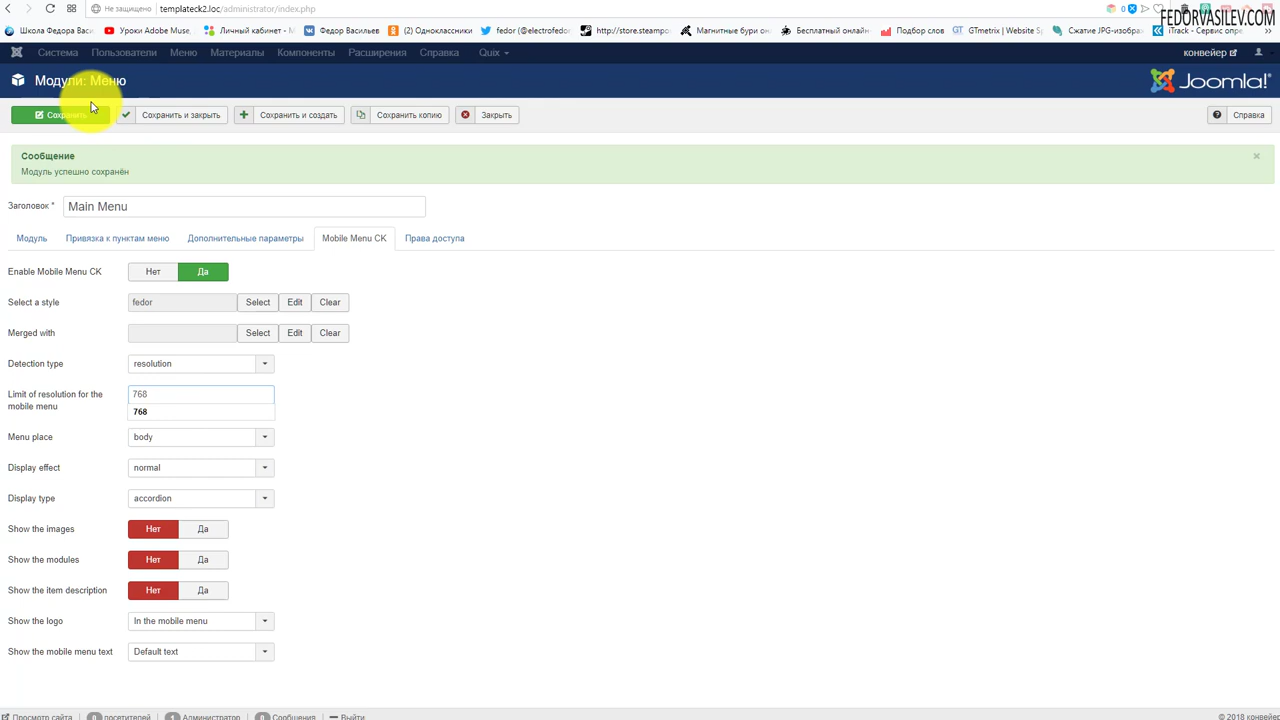 FEDORVASILEV.COM
Не защищено templateck2.loc/administrator/index.php
Школа Федора Васи Уроки Adobe Muse Личный кабинет - М Федор Васильев (2) Одноклассники fedor (@electrofedo http://store.steampo Магнитные бури он Бесплатный онлайн Подбор слов GTmetrix | Website S Сжатие JPG-изобра iTrack - Сервис опре
Система Пользователи Меню Материалы Компоненты Расширения Справка Quix конвейер
Модули: Меню Joomla!
Сохранить Сохранить и закрыть Сохранить и создать Сохранить копию Закрыть Справка
Сообщение
Модуль успешно сохранён
Заголовок * Main Menu
Модуль Привязка к пунктам меню Дополнительные параметры Mobile Menu CK Права доступа
Enable Mobile Menu CK Нет Да
Select a style fedor Select Edit Clear
Merged with Select Edit Clear
Detection type resolution
Limit of resolution for the 768
mobile menu 768
Menu place body
Display effect normal
Display type accordion
Show the images Нет Да
Show the modules Нет Да
Show the item description Нет Да
Show the logo In the mobile menu
Show the mobile menu text Default text
Просмотр сайта 0 посетителей 1 Администратор 0 Сообщения Выйти © 2018 конвейер